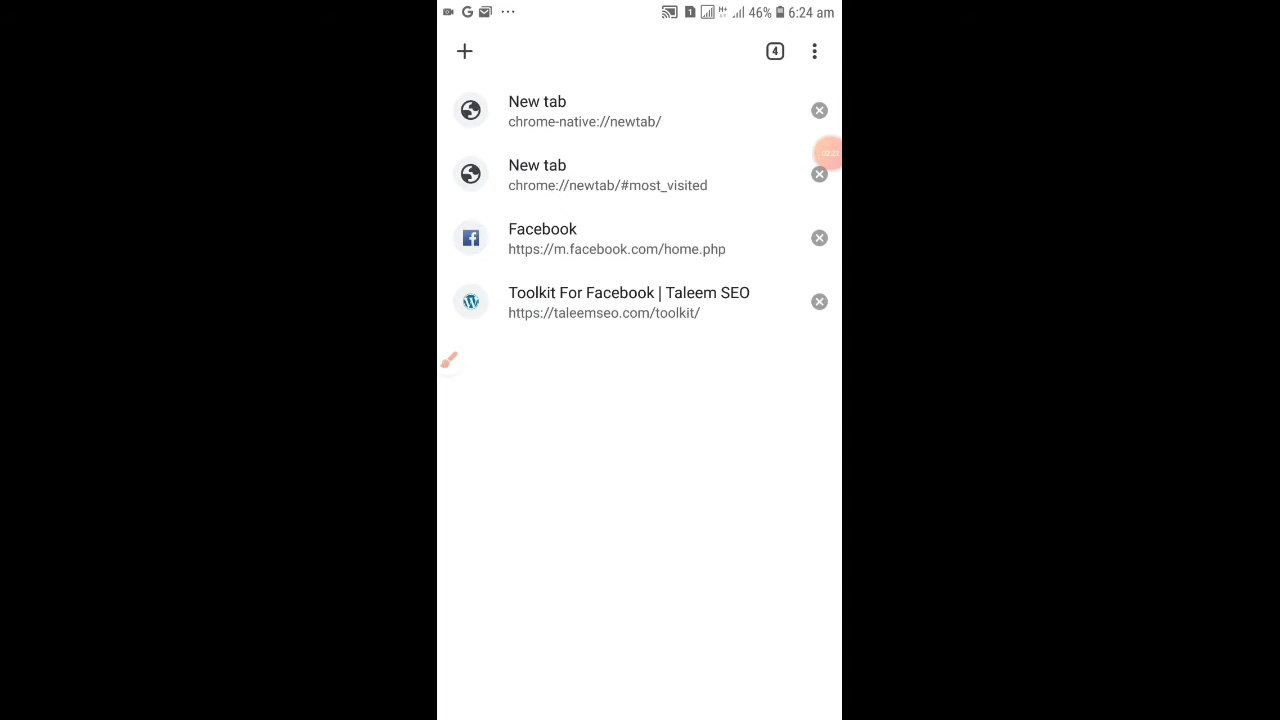 46% 6:24 am
4
New tab
chrome-native://newtab/
New tab
chrome://newtab/#most_visited
Facebook
https://m.facebook.com/home.php
Toolkit For Facebook | Taleem SEO
https://taleemseo.com/toolkit/